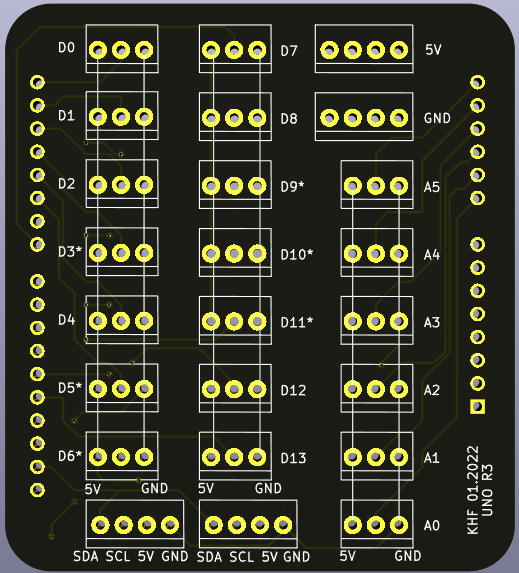 D0 D7 5V
D1 D8 GND
D2 D9* A5
D3* D10* A4
D4 D11* A3
D5* D12 A2
D6* D13 A1
5V GND 5V GND
A0
SDA SCL 5V GND SDA SCL 5V GND 5V GND
KHF 01.2022
UNO R3